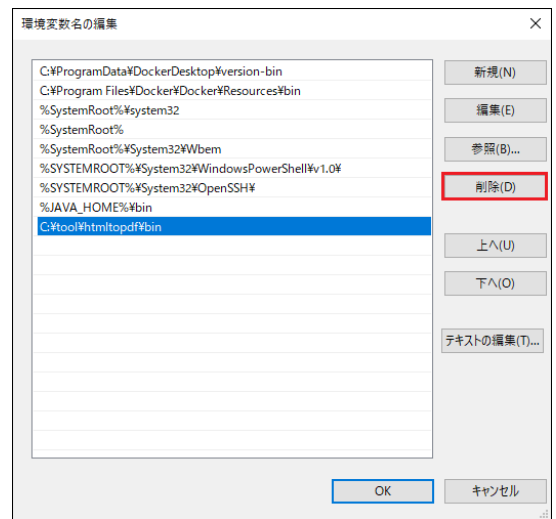 環境変数名の編集
C:¥ProgramData¥DockerDesktop¥version-bin
C:¥Program Files¥Docker¥Docker¥Resources¥bin
%SystemRoot%¥system32
%SystemRoot%
%SystemRoot%¥System32¥Wbem
%SYSTEMROOT%¥System32¥WindowsPowerShell¥v1.0¥
%SYSTEMROOT%¥System32¥OpenSSH¥
%JAVA_HOME%¥bin
C:¥tool¥htmltopdf¥bin
新規(N)
編集(E)
参照(B)...
削除(D)
上へ(U)
下へ(O)
テキストの編集(T)...
OK
キャンセル